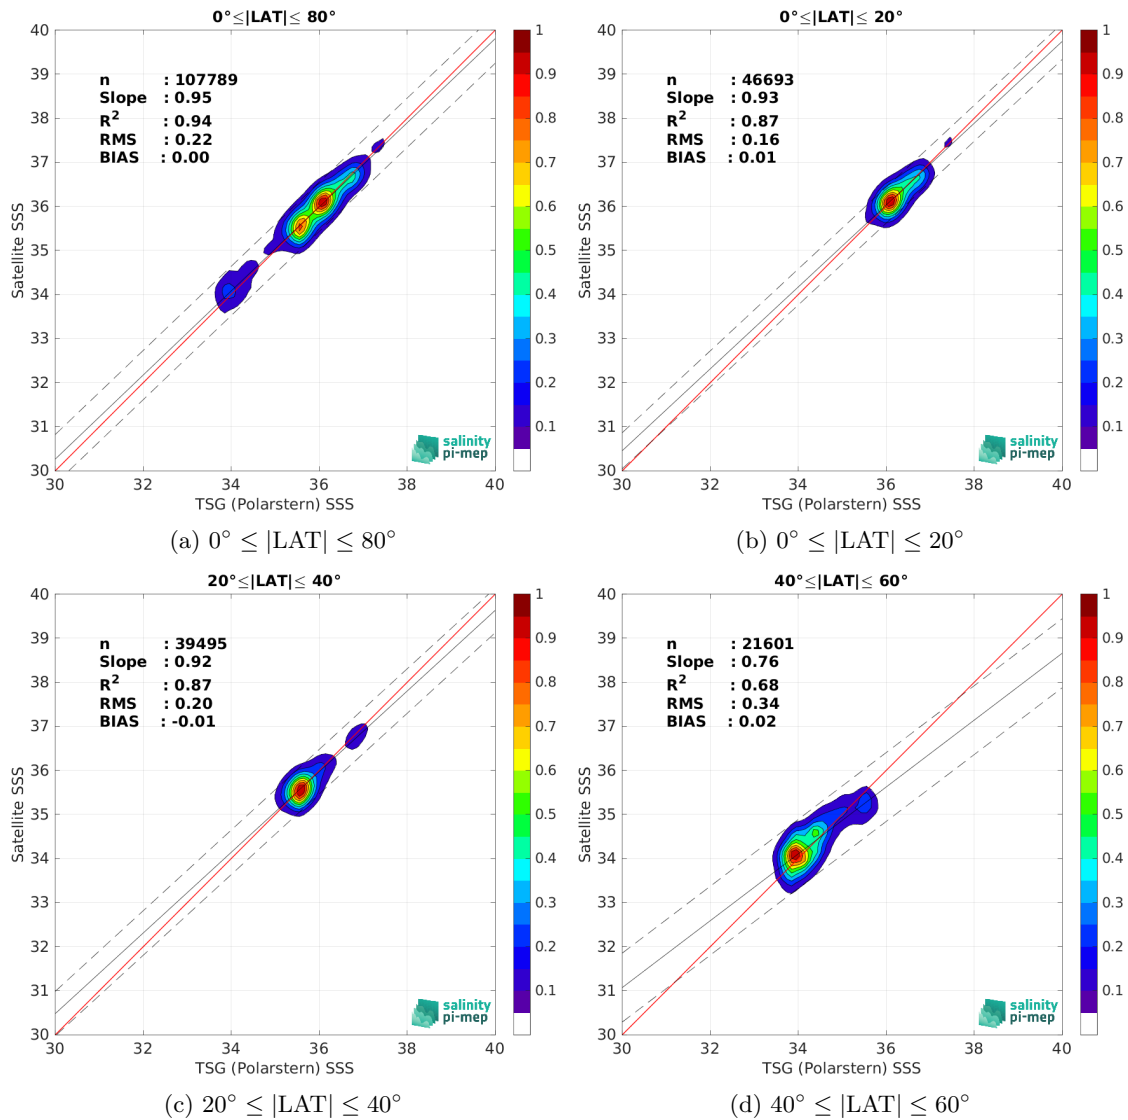 0°≤|LAT|≤ 80°
n : 107789
Slope : 0.95
R² : 0.94
RMS : 0.22
BIAS : 0.00
Satellite SSS
40
39
38
37
36
35
34
33
32
31
30
30 32 34 36 38 40
TSG (Polarstern) SSS
1
0.9
0.8
0.7
0.6
0.5
0.4
0.3
0.2
0.1
salinity
pi-mep
(a) 0° ≤ |LAT| ≤ 80°
0°≤|LAT|≤ 20°
n : 46693
Slope : 0.93
R² : 0.87
RMS : 0.16
BIAS : 0.01
Satellite SSS
40
39
38
37
36
35
34
33
32
31
30
30 32 34 36 38 40
TSG (Polarstern) SSS
1
0.9
0.8
0.7
0.6
0.5
0.4
0.3
0.2
0.1
salinity
pi-mep
(b) 0° ≤ |LAT| ≤ 20°
20°≤|LAT|≤ 40°
n : 39495
Slope : 0.92
R² : 0.87
RMS : 0.20
BIAS : -0.01
Satellite SSS
40
39
38
37
36
35
34
33
32
31
30
30 32 34 36 38 40
TSG (Polarstern) SSS
1
0.9
0.8
0.7
0.6
0.5
0.4
0.3
0.2
0.1
salinity
pi-mep
(c) 20° ≤ |LAT| ≤ 40°
40°≤|LAT|≤ 60°
n : 21601
Slope : 0.76
R² : 0.68
RMS : 0.34
BIAS : 0.02
Satellite SSS
40
39
38
37
36
35
34
33
32
31
30
30 32 34 36 38 40
TSG (Polarstern) SSS
1
0.9
0.8
0.7
0.6
0.5
0.4
0.3
0.2
0.1
salinity
pi-mep
(d) 40° ≤ |LAT| ≤ 60°